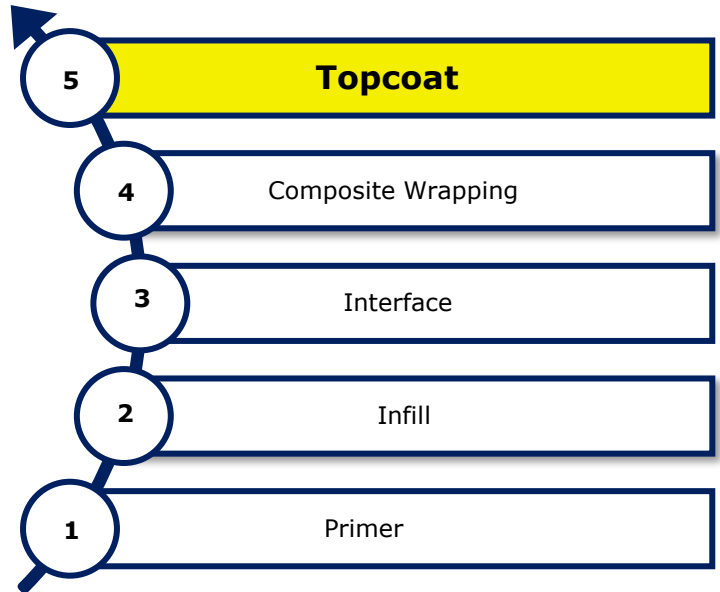 5 Topcoat
4 Composite Wrapping
3 Interface
2 Infill
1 Primer